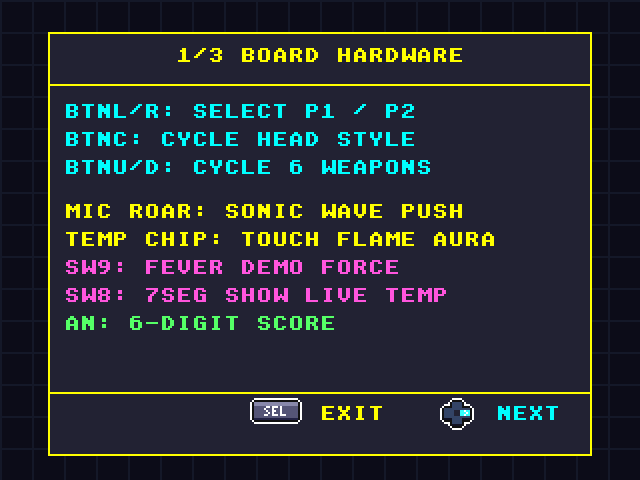 1/3 BOARD HARDWARE
BTNL/R: SELECT P1 / P2
BTNC: CYCLE HEAD STYLE
BTNU/D: CYCLE 6 WEAPONS
MIC ROAR: SONIC WAVE PUSH
TEMP CHIP: TOUCH FLAME AURA
SW9: FEVER DEMO FORCE
SW8: 7SEG SHOW LIVE TEMP
AN: 6-DIGIT SCORE
SEL EXIT NEXT